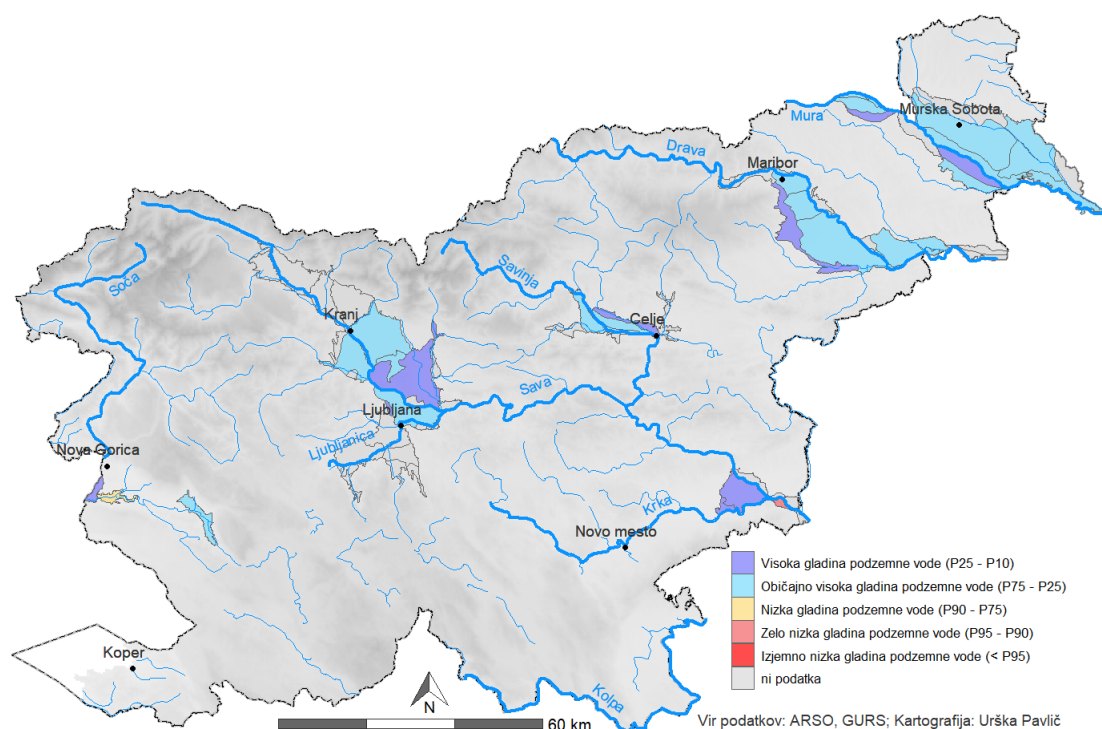 Mura
Murska Sobota
Drava
Maribor
Soča
Savinja
Kranj
Celje
Sava
Ljubljana
Ljubljanica
Nova Gorica
Krka
Novo mesto
Koper
Kolpa
Visoka gladina podzemne vode (P25 - P10)
Običajno visoka gladina podzemne vode (P75 - P25)
Nizka gladina podzemne vode (P90 - P75)
Zelo nizka gladina podzemne vode (P95 - P90)
Izjemno nizka gladina podzemne vode (< P95)
ni podatka
N
60 km
Vir podatkov: ARSO, GURS; Kartografija: Urška Pavlič